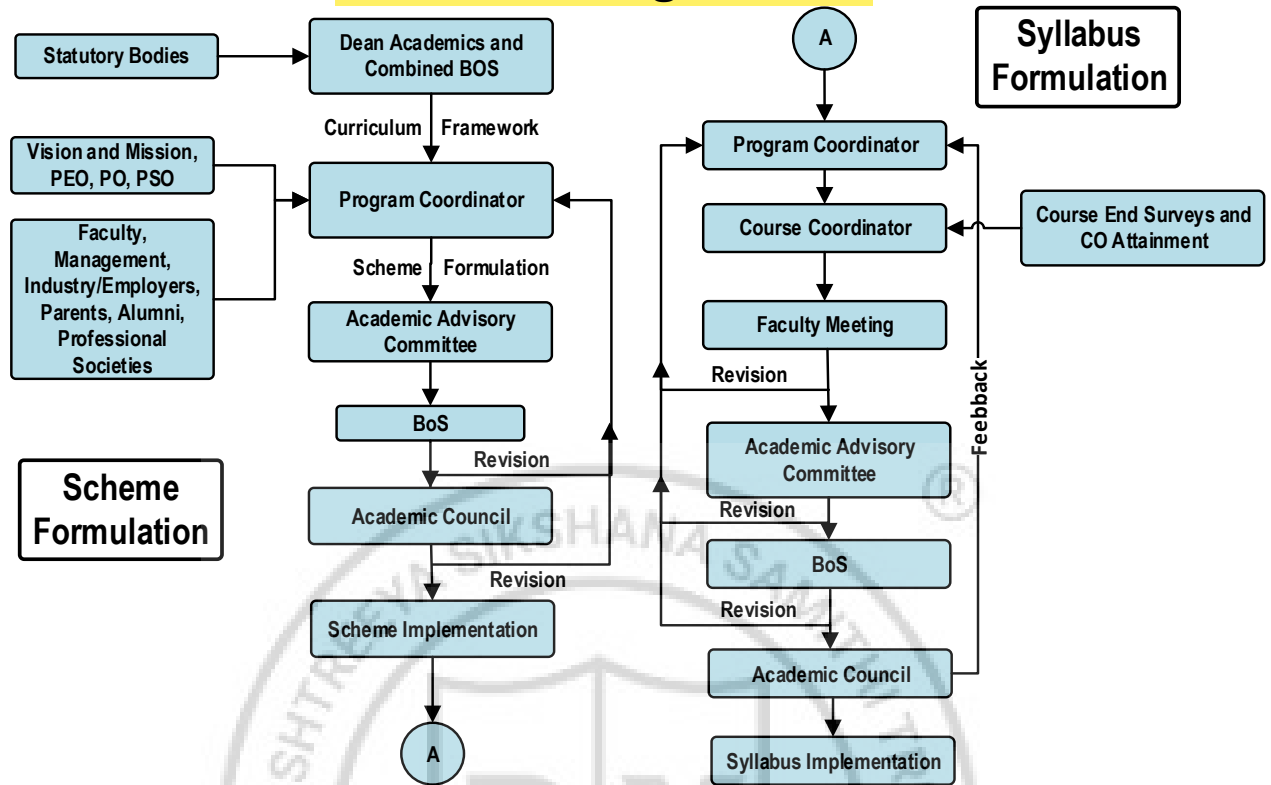 Statutory Bodies
Dean Academics and
Combined BOS
Curriculum Framework
Vision and Mission,
PEO, PO, PSO
Program Coordinator
Faculty,
Management,
Industry/Employers,
Parents, Alumni,
Professional
Societies
Scheme Formulation
Academic Advisory
Committee
BoS
Revision
Scheme
Formulation
Academic Council
Revision
Scheme Implementation
A
A
Syllabus
Formulation
Program Coordinator
Course Coordinator
Course End Surveys and
CO Attainment
Faculty Meeting
Revision
Feebback
Academic Advisory
Committee
Revision
BoS
Revision
Academic Council
Syllabus Implementation
SHTREEYA SIKSHANA SAMITHI
®